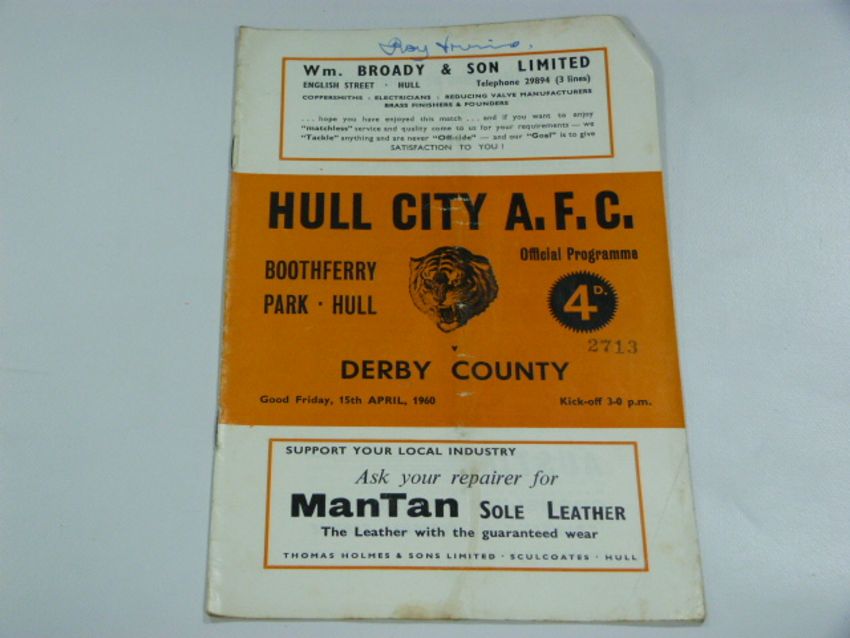 Roy
Wm. BROADY & SON LIMITED
ENGLISH STREET · HULL Telephone 29894 (3 lines)
COPPERSMITHS · ELECTRICIANS · REDUCING VALVE MANUFACTURERS
BRASS FINISHERS & FOUNDERS
. . . hope you have enjoyed this match . . . and if you want to enjoy
"matchless" service and quality come to us for your requirements — we
"Tackle" anything and are never "Off-side" — and our "Goal" is to give
SATISFACTION TO YOU !
HULL CITY A.F.C.
Official Programme
BOOTHFERRY
PARK · HULL
4D.
2713
v
DERBY COUNTY
Good Friday, 15th APRIL, 1960 Kick-off 3-0 p.m.
SUPPORT YOUR LOCAL INDUSTRY
Ask your repairer for
ManTan SOLE LEATHER
The Leather with the guaranteed wear
THOMAS HOLMES & SONS LIMITED · SCULCOATES · HULL